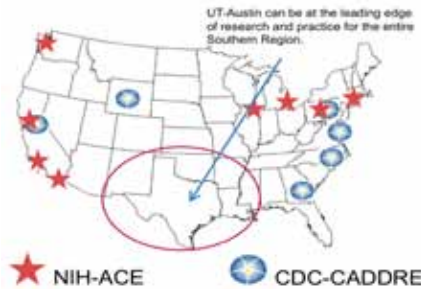 UT-Austin can be at the leading edge
of research and practice for the entire
Southern Region.
NIH-ACE
CDC-CADDRE